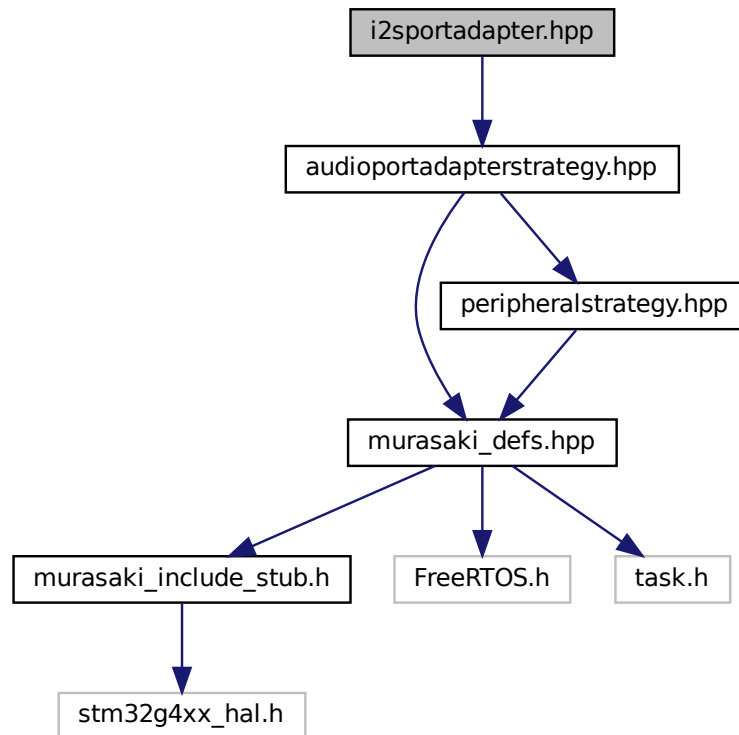 i2sportadapter.hpp
audioportadapterstrategy.hpp
peripheralstrategy.hpp
murasaki_defs.hpp
murasaki_include_stub.h
FreeRTOS.h
task.h
stm32g4xx_hal.h